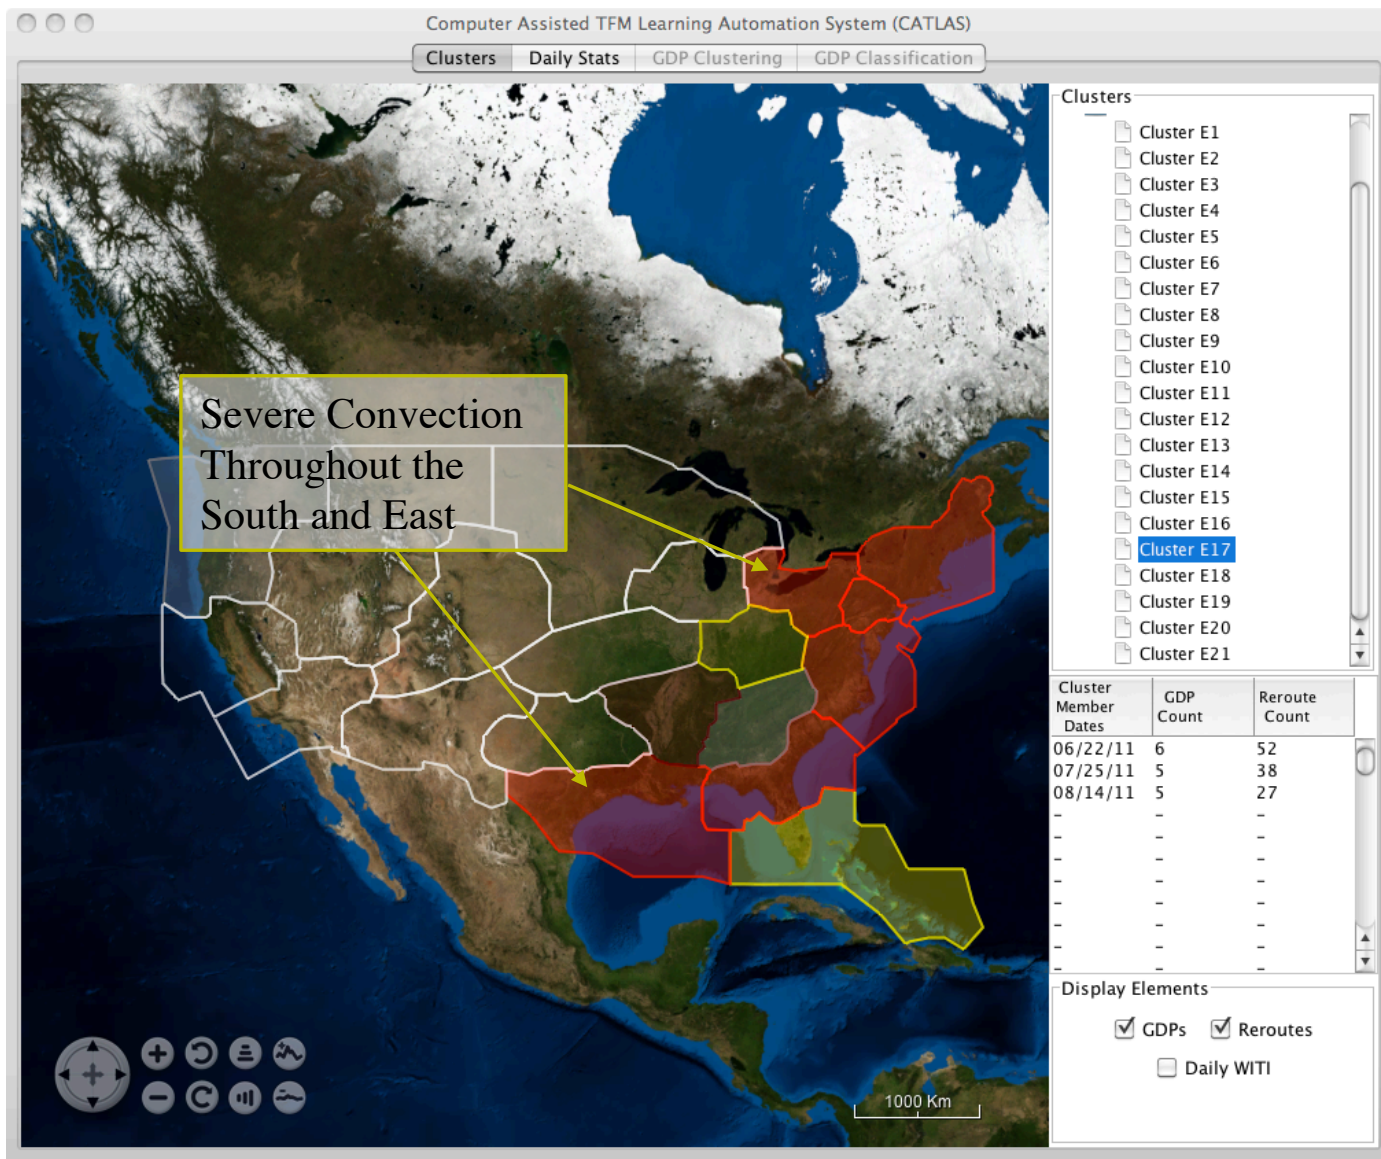 Computer Assisted TFM Learning Automation System (CATLAS)
Clusters
Daily Stats
GDP Clustering
GDP Classification
Severe Convection
Throughout the
South and East
1000 Km
Clusters
Cluster E1
Cluster E2
Cluster E3
Cluster E4
Cluster E5
Cluster E6
Cluster E7
Cluster E8
Cluster E9
Cluster E10
Cluster E11
Cluster E12
Cluster E13
Cluster E14
Cluster E15
Cluster E16
Cluster E17
Cluster E18
Cluster E19
Cluster E20
Cluster E21
Cluster
Member
Dates
GDP
Count
Reroute
Count
06/22/11 6 52
07/25/11 5 38
08/14/11 5 27
– – –
– – –
– – –
– – –
– – –
– – –
– – –
– – –
Display Elements
GDPs Reroutes
Daily WITI